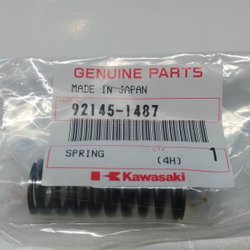 GENUINE PARTS
MADE IN JAPAN
92145-1487
SPRING
(4H)
1
Kawasaki